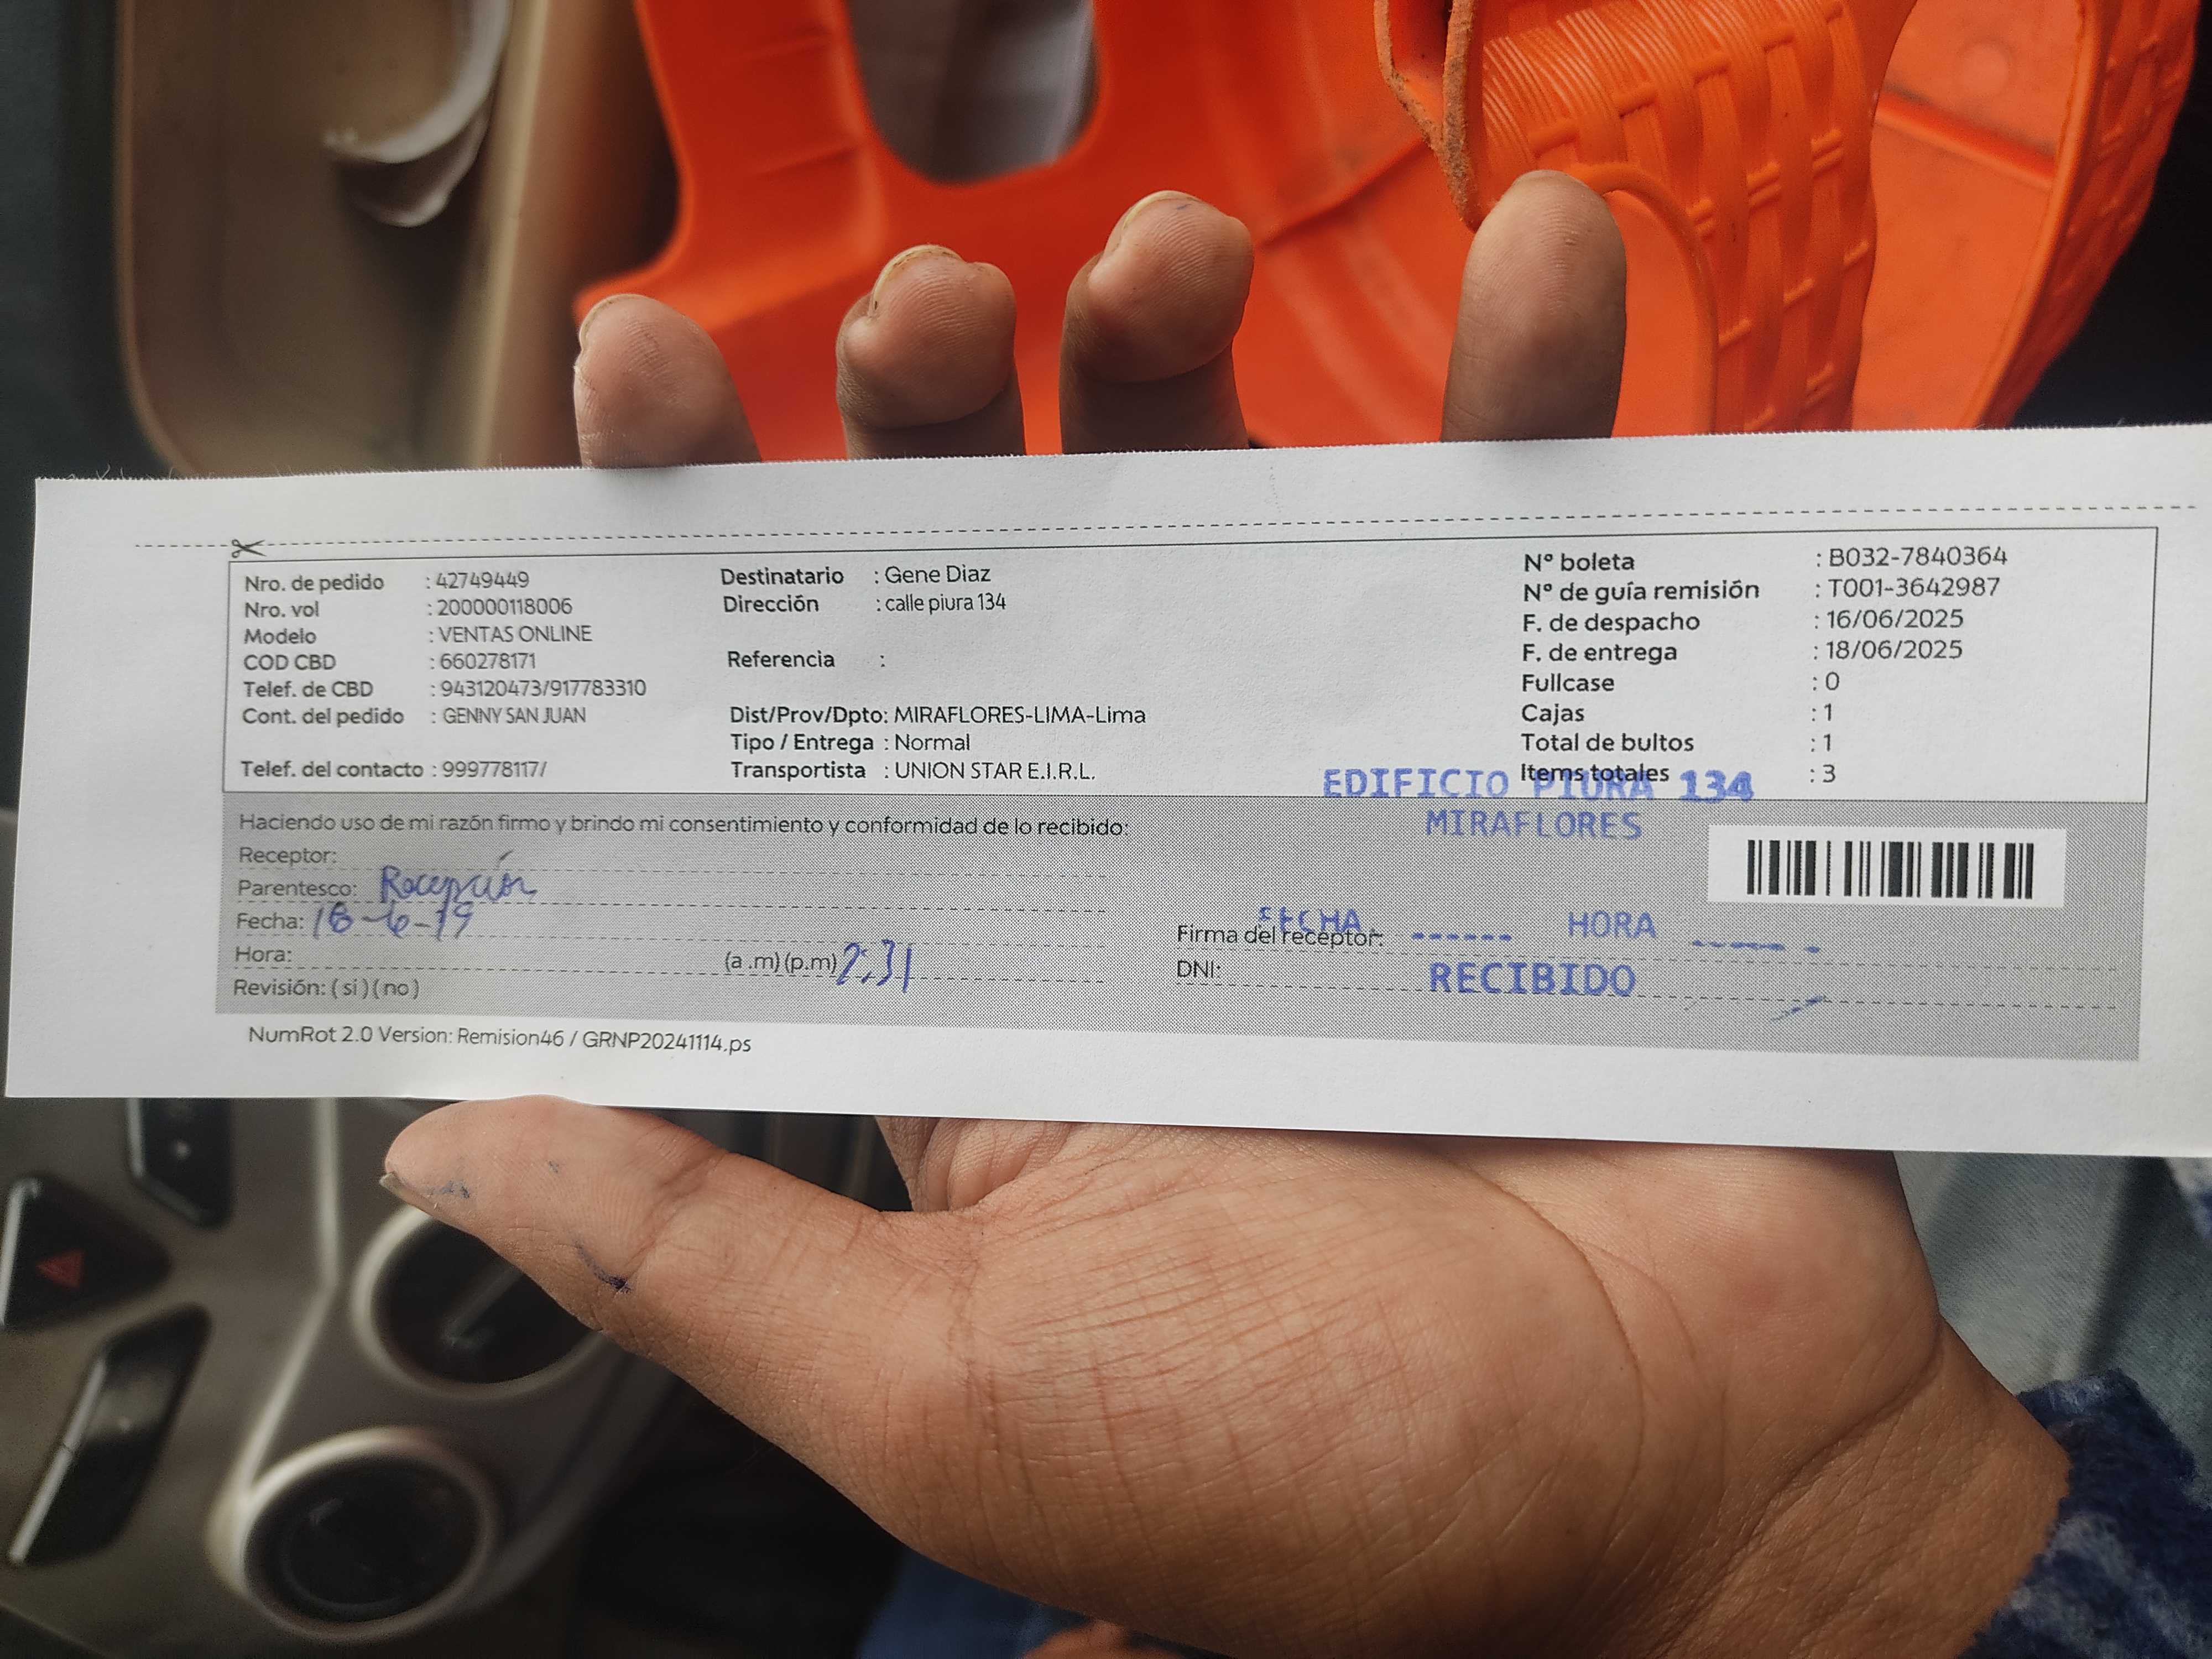 Nro. de pedido : 42749449
Nro. vol : 200000118006
Modelo : VENTAS ONLINE
COD CBD : 660278171
Telef. de CBD : 943120473/917783310
Cont. del pedido : GENNY SAN JUAN
Telef. del contacto : 999778117/
Destinatario : Gene Diaz
Dirección : calle piura 134
Referencia :
Dist/Prov/Dpto: MIRAFLORES-LIMA-Lima
Tipo / Entrega : Normal
Transportista : UNION STAR E.I.R.L.
Nº boleta : B032-7840364
Nº de guía remisión : T001-3642987
F. de despacho : 16/06/2025
F. de entrega : 18/06/2025
Fullcase : 0
Cajas : 1
Total de bultos : 1
Items totales : 3
EDIFICIO PIURA 134
MIRAFLORES
Haciendo uso de mi razón firmo y brindo mi consentimiento y conformidad de lo recibido:
Receptor:
Parentesco: Recepción
Fecha: 18-6-19
Hora: (a .m) (p.m) 2:31
Revisión: ( si ) ( no )
FECHA HORA
Firma del receptor:
DNI:
RECIBIDO
NumRot 2.0 Version: Remision46 / GRNP20241114.ps